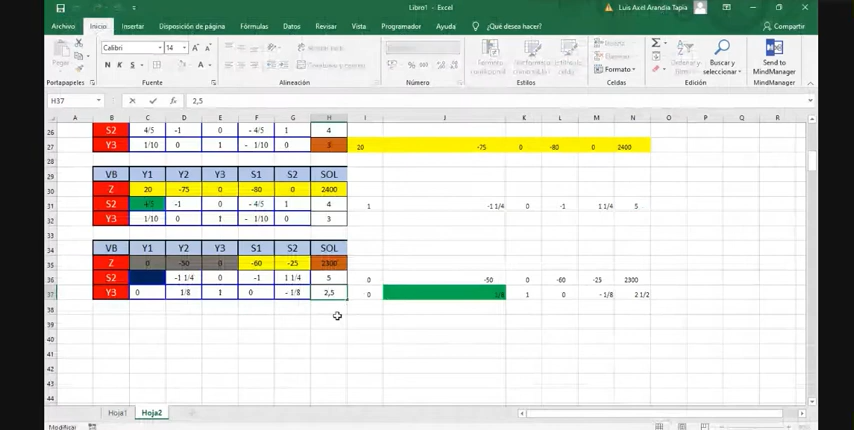 Libro1 - Excel
Luis Axel Arandia Tapia
Archivo Inicio Insertar Disposición de página Fórmulas Datos Revisar Vista Programador Ayuda ¿Qué desea hacer? Compartir
Pegar
Calibri 14
N K S
Formato
Buscar y seleccionar
Send to MindManager
Portapapeles Fuente Alineación Número Estilos Celdas Edición MindManager
H37 2,5
A B C D E F G H I J K L M N O P Q R
26 S2 4/5 -1 0 - 4/5 1 4
27 Y3 1/10 0 1 - 1/10 0 3 20 -75 0 -80 0 2400
28
29 VB Y1 Y2 Y3 S1 S2 SOL
30 Z 20 -75 0 -80 0 2400
31 S2 4/5 -1 0 - 4/5 1 4 1 -1 1/4 0 -1 1 1/4 5
32 Y3 1/10 0 1 - 1/10 0 3
34 VB Y1 Y2 Y3 S1 S2 SOL
35 Z 0 -50 0 -60 -25 2300
36 S2 -1 1/4 0 -1 1 1/4 5 0 -50 0 -60 -25 2300
37 Y3 0 1/8 1 0 - 1/8 2,5 0 1/8 1 0 - 1/8 2 1/2
38
39
40
41
42
43
44
Hoja1 Hoja2
Modificar